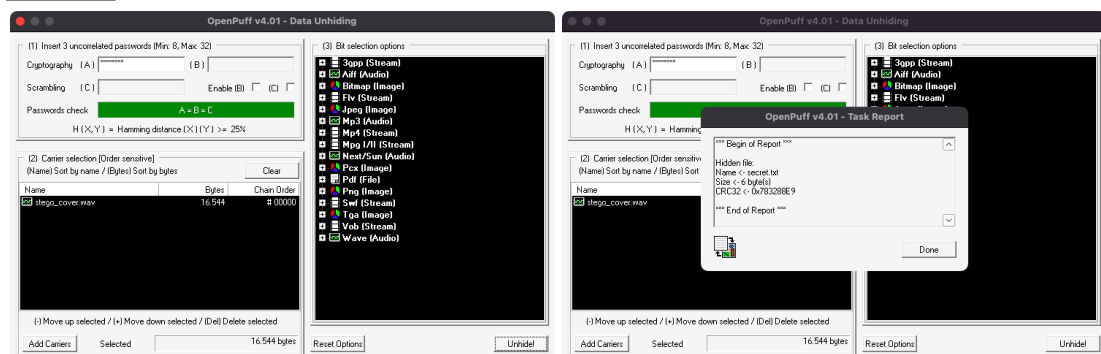 OpenPuff v4.01 - Data Unhiding
(1) Insert 3 uncorrelated passwords (Min: 8, Max: 32)
Cryptography (A) ******** (B)
Scrambling (C) Enable (B) (C)
Passwords check A = B = C
H (X,Y) = Hamming distance (X) (Y) >= 25%
(2) Carrier selection [Order sensitive]
(Name) Sort by name / (Bytes) Sort by bytes Clear
Name Bytes Chain Order
stego_cover.wav 16.544 # 00000
(-) Move up selected / (+) Move down selected / (Del) Delete selected
Add Carriers Selected 16.544 bytes
(3) Bit selection options
3gpp (Stream)
Aiff (Audio)
Bitmap (Image)
Flv (Stream)
Jpeg (Image)
Mp3 (Audio)
Mp4 (Stream)
Mpg I/II (Stream)
Next/Sun (Audio)
Pcx (Image)
Pdf (File)
Png (Image)
Swf (Stream)
Tga (Image)
Vob (Stream)
Wave (Audio)
Reset Options Unhide!
OpenPuff v4.01 - Data Unhiding
(1) Insert 3 uncorrelated passwords (Min: 8, Max: 32)
Cryptography (A) ******** (B)
Scrambling (C) Enable (B) (C)
Passwords check
H (X,Y) = Hamming
(2) Carrier selection [Order sensitive
(Name) Sort by name / (Bytes) Sort
Name
stego_cover.wav
(-) Move up selected / (+) Move down selected / (Del) Delete selected
Add Carriers Selected 16.544 bytes
(3) Bit selection options
3gpp (Stream)
Aiff (Audio)
Bitmap (Image)
Flv (Stream)
Reset Options Unhide!
OpenPuff v4.01 - Task Report
*** Begin of Report ***
Hidden file:
Name <- secret.txt
Size <- 6 byte(s)
CRC32 <- 0x783288E9
*** End of Report ***
Done